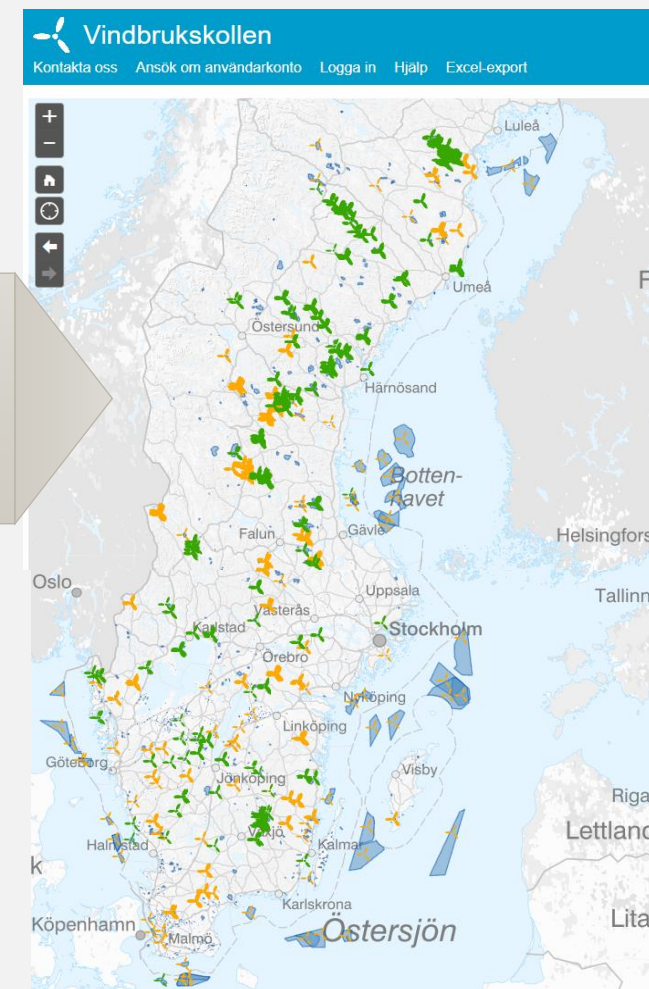 Vindbrukskollen
Kontakta oss Ansök om användarkonto Logga in Hjälp Excel-export
+
−
Luleå
F
Umeå
Östersund
Härnösand
Botten-
havet
Falun
Gävle
Helsingfors
Oslo
Uppsala
Tallinn
Västerås
Karlstad
Stockholm
Örebro
Nyköping
Linköping
Göteborg
Jönköping
Visby
Riga
Växjö
Lettland
Halmstad
Kalmar
k
Karlskrona
Köpenhamn
Östersjön
Lita
Malmö